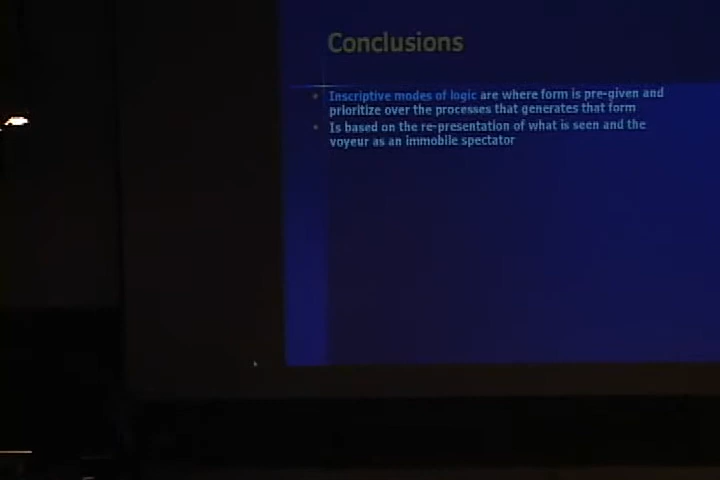 Conclusions
Inscriptive modes of logic are where form is pre-given and
prioritize over the processes that generates that form
Is based on the re-presentation of what is seen and the
voyeur as an immobile spectator